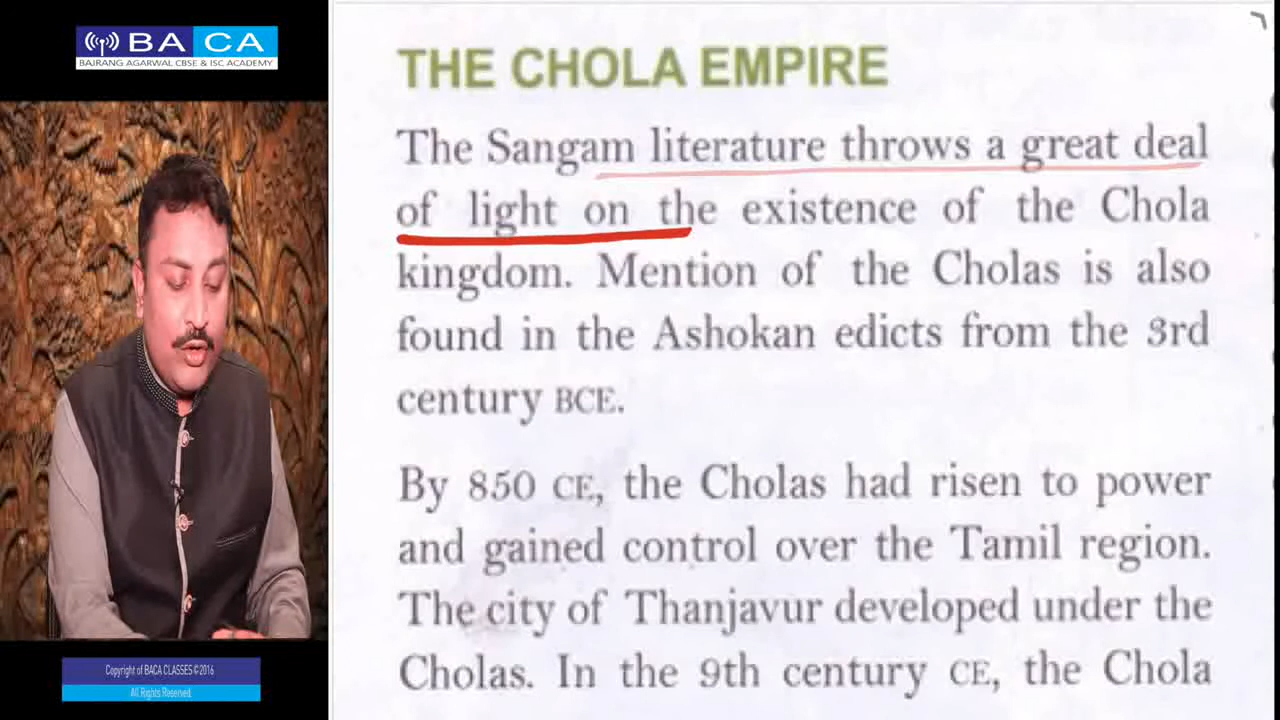 BACA
BAJRANG AGARWAL CBSE & ISC ACADEMY
THE CHOLA EMPIRE
The Sangam literature throws a great deal
of light on the existence of the Chola
kingdom. Mention of the Cholas is also
found in the Ashokan edicts from the 3rd
century BCE.
By 850 CE, the Cholas had risen to power
and gained control over the Tamil region.
The city of Thanjavur developed under the
Cholas. In the 9th century CE, the Chola
Copyright of BACA CLASSES ©2016
All Rights Reserved.